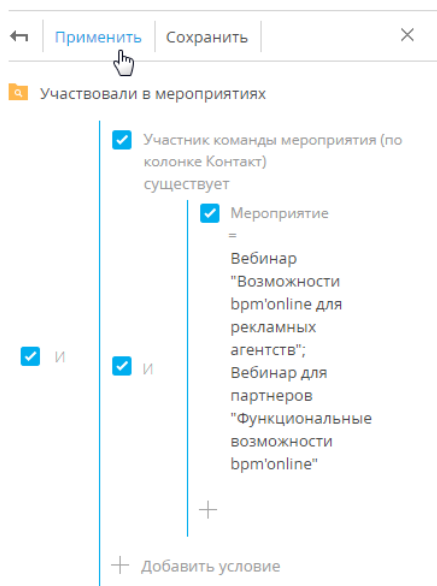 Применить Сохранить
Участвовали в мероприятиях
Участник команды мероприятия (по
колонке Контакт)
существует
Мероприятие
=
Вебинар
"Возможности
bpm'online для
рекламных
агентств";
Вебинар для
партнеров
"Функциональные
возможности
bpm'online"
И
И
Добавить условие